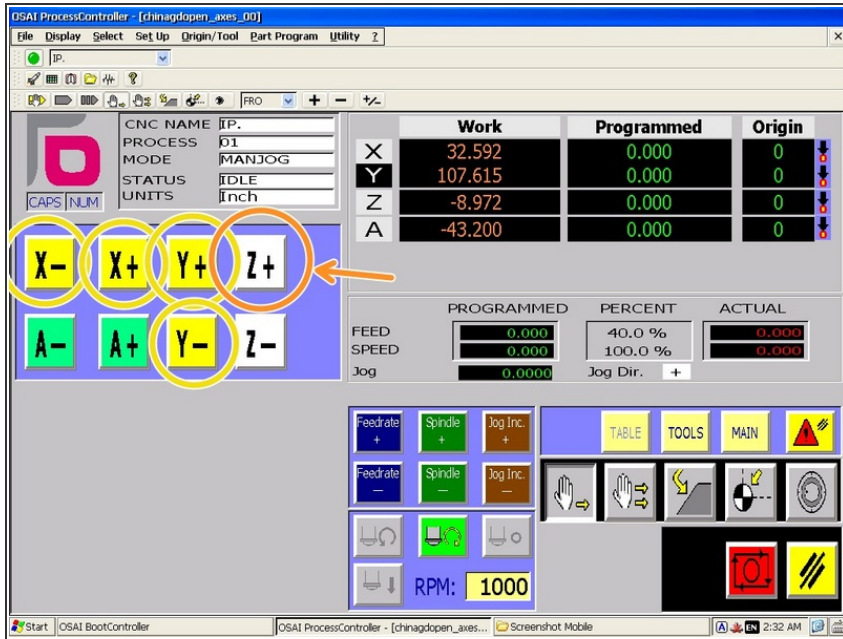 OSAI ProcessController - [chinagdopen_axes_00]
File Display Select Set Up Origin/Tool Part Program Utility ?
IP.
FRO
CNC NAME IP.
PROCESS 01
MODE MANJOG
STATUS IDLE
UNITS Inch
CAPS NUM
Work Programmed Origin
X 32.592 0.000 0
Y 107.615 0.000 0
Z -8.972 0.000 0
A -43.200 0.000 0
X- X+ Y+ Z+
A- A+ Y- Z-
PROGRAMMED PERCENT ACTUAL
FEED 0.000 40.0 % 0.000
SPEED 0.000 100.0 % 0.000
Jog 0.0000 Jog Dir. +
Feedrate + Spindle + Jog Inc. +
Feedrate - Spindle - Jog Inc. -
TABLE TOOLS MAIN
RPM: 1000
Start OSAI BootController OSAI ProcessController - [chinagdopen_axes... Screenshot Mobile A EN 2:32 AM